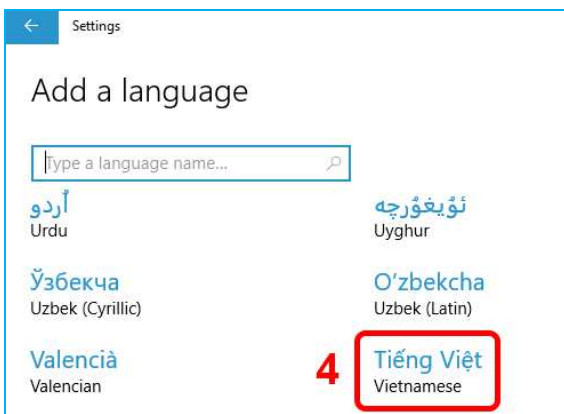 Settings
Add a language
Type a language name...
اُردو
Urdu
ئۇيغۇرچە
Uyghur
Ўзбекча
Uzbek (Cyrillic)
O'zbekcha
Uzbek (Latin)
Valencià
Valencian
4
Tiếng Việt
Vietnamese